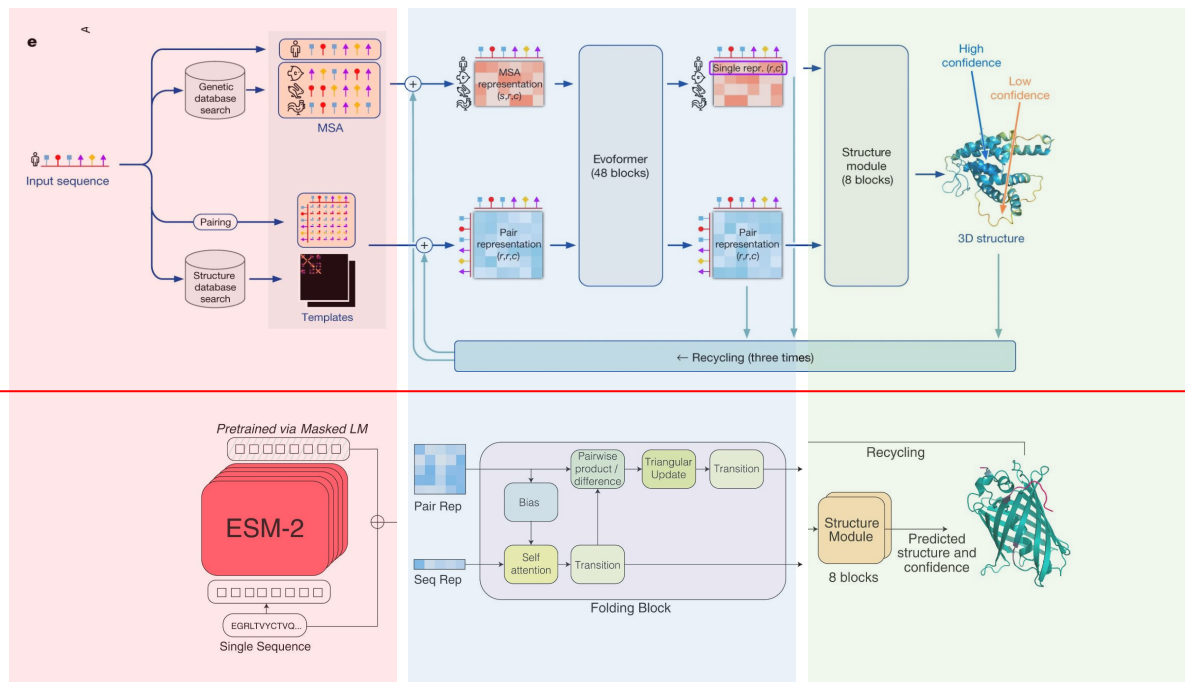 e
A
Input sequence
Genetic
database
search
MSA
Pairing
Structure
database
search
Templates
MSA
representation
(s,r,c)
Pair
representation
(r,r,c)
Evoformer
(48 blocks)
Single repr. (r,c)
Pair
representation
(r,r,c)
Structure
module
(8 blocks)
High
confidence
Low
confidence
3D structure
← Recycling (three times)
Pretrained via Masked LM
ESM-2
EGRLTVYCTVQ...
Single Sequence
Pair Rep
Seq Rep
Bias
Self
attention
Pairwise
product /
difference
Transition
Triangular
Update
Transition
Folding Block
Recycling
Structure
Module
8 blocks
Predicted
structure and
confidence